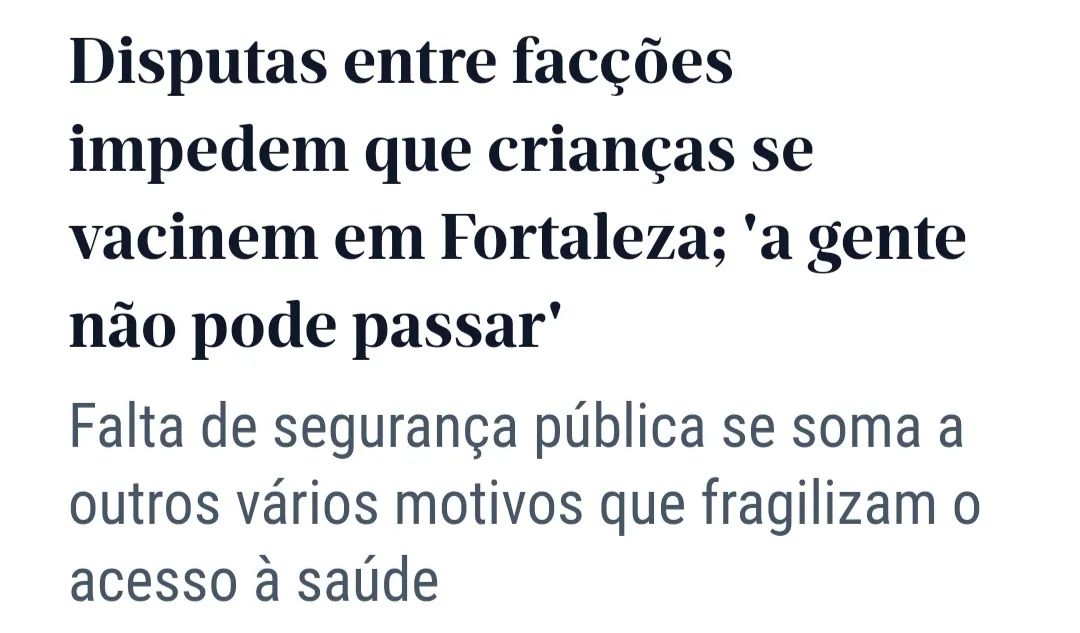 Disputas entre facções
impedem que crianças se
vacinem em Fortaleza; 'a gente
não pode passar'
Falta de segurança pública se soma a
outros vários motivos que fragilizam o
acesso à saúde